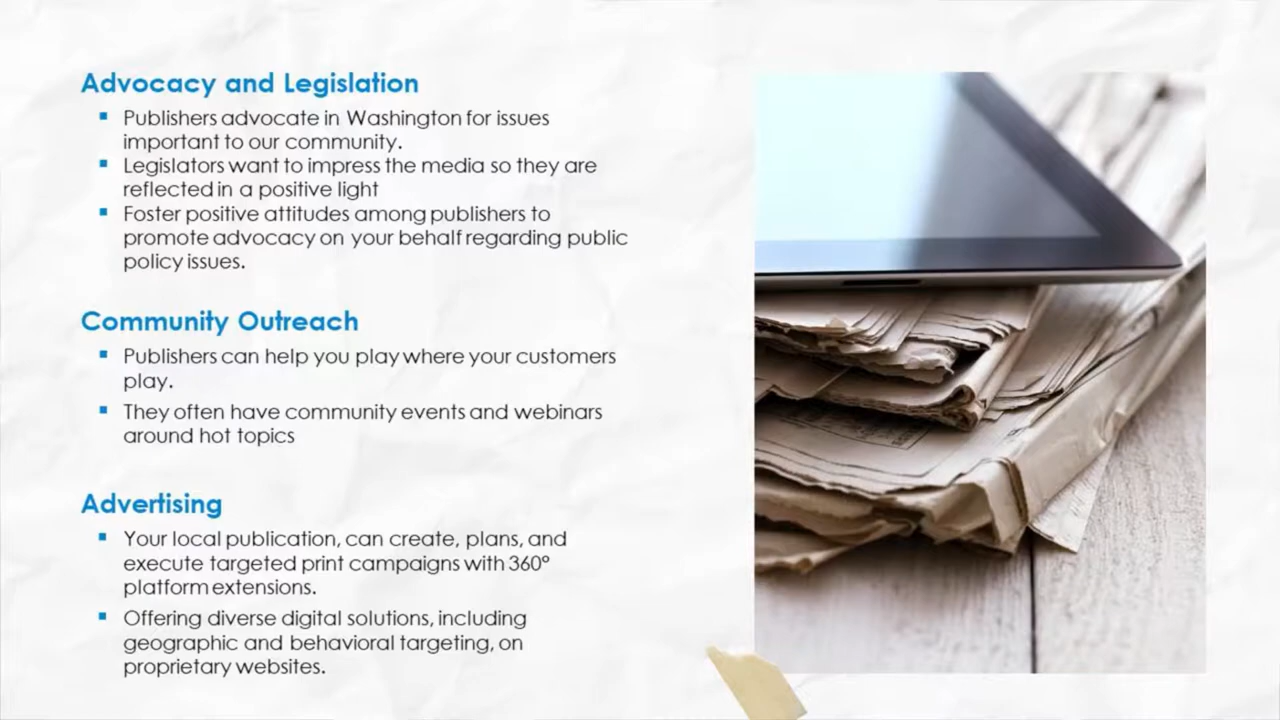 Advocacy and Legislation
Publishers advocate in Washington for issues
important to our community.
Legislators want to impress the media so they are
reflected in a positive light
Foster positive attitudes among publishers to
promote advocacy on your behalf regarding public
policy issues.
Community Outreach
Publishers can help you play where your customers
play.
They often have community events and webinars
around hot topics
Advertising
Your local publication, can create, plans, and
execute targeted print campaigns with 360°
platform extensions.
Offering diverse digital solutions, including
geographic and behavioral targeting, on
proprietary websites.